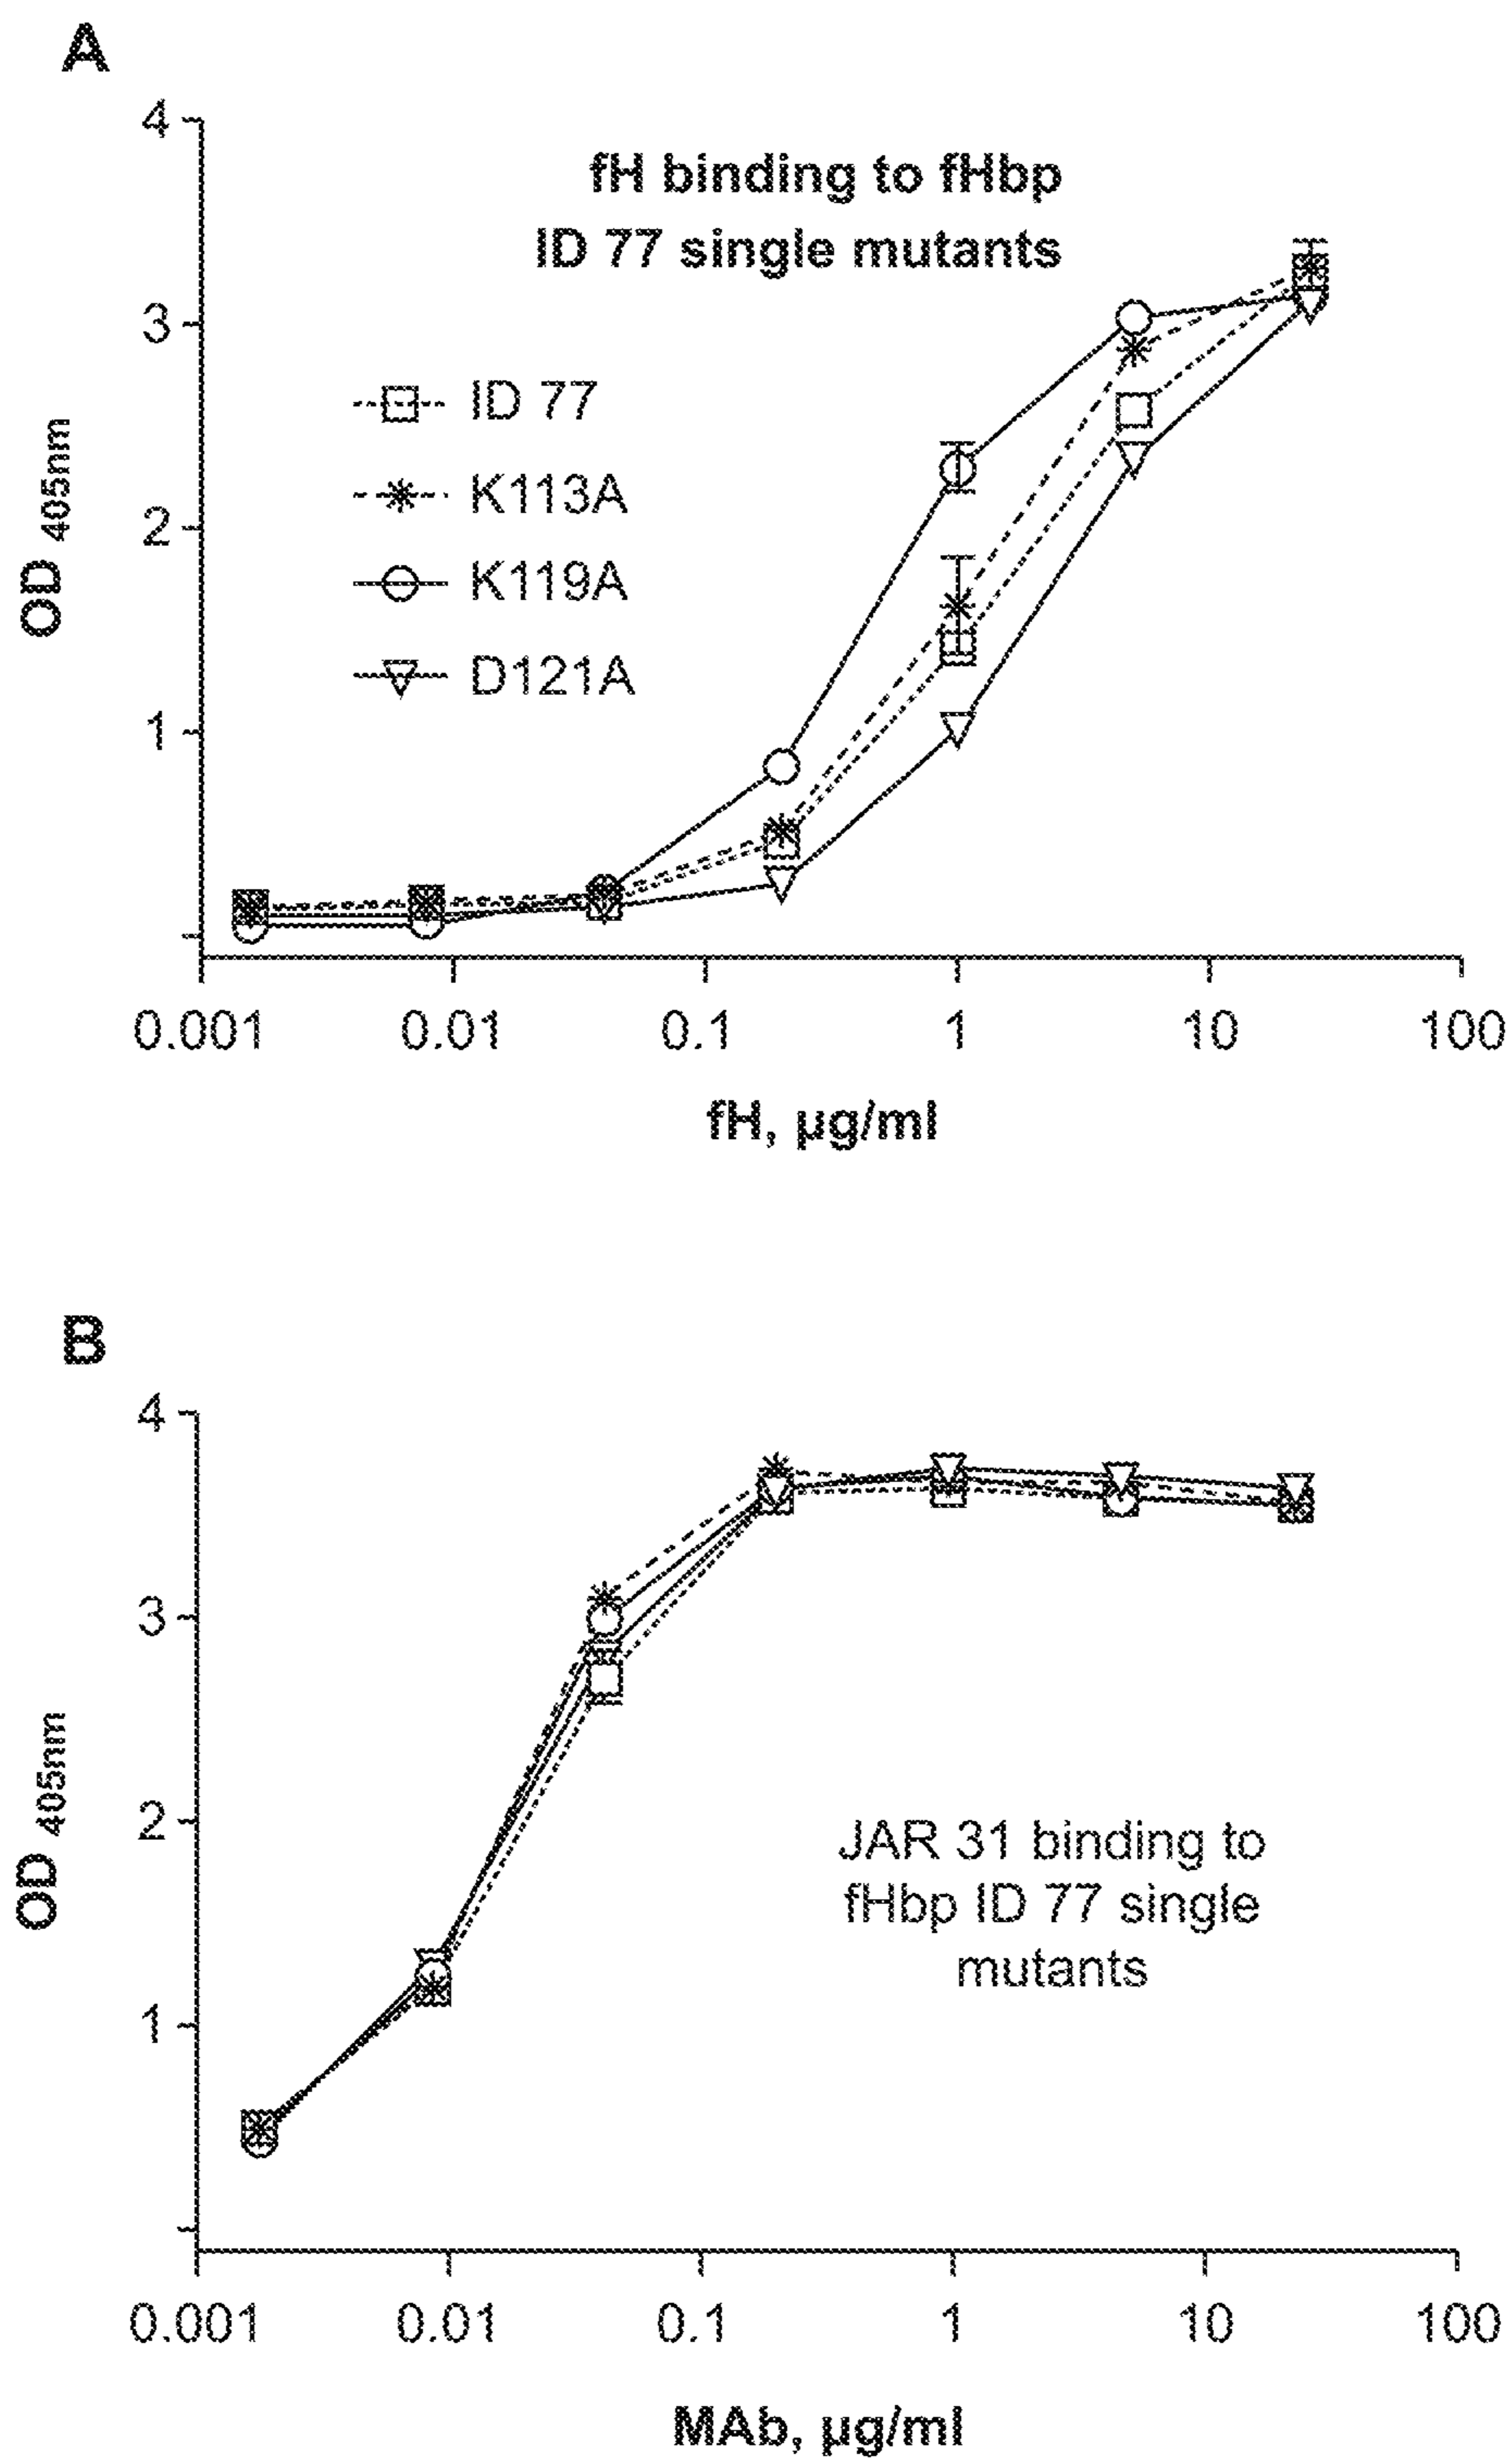 A
4
fH binding to fHbp
ID 77 single mutants
3
ID 77
K113A
2
K119A
D121A
1
OD 405nm
0.001 0.01 0.1 1 10 100
fH, µg/ml
B
4
3
2
JAR 31 binding to
fHbp ID 77 single
mutants
1
OD 405nm
0.001 0.01 0.1 1 10 100
MAb, µg/ml